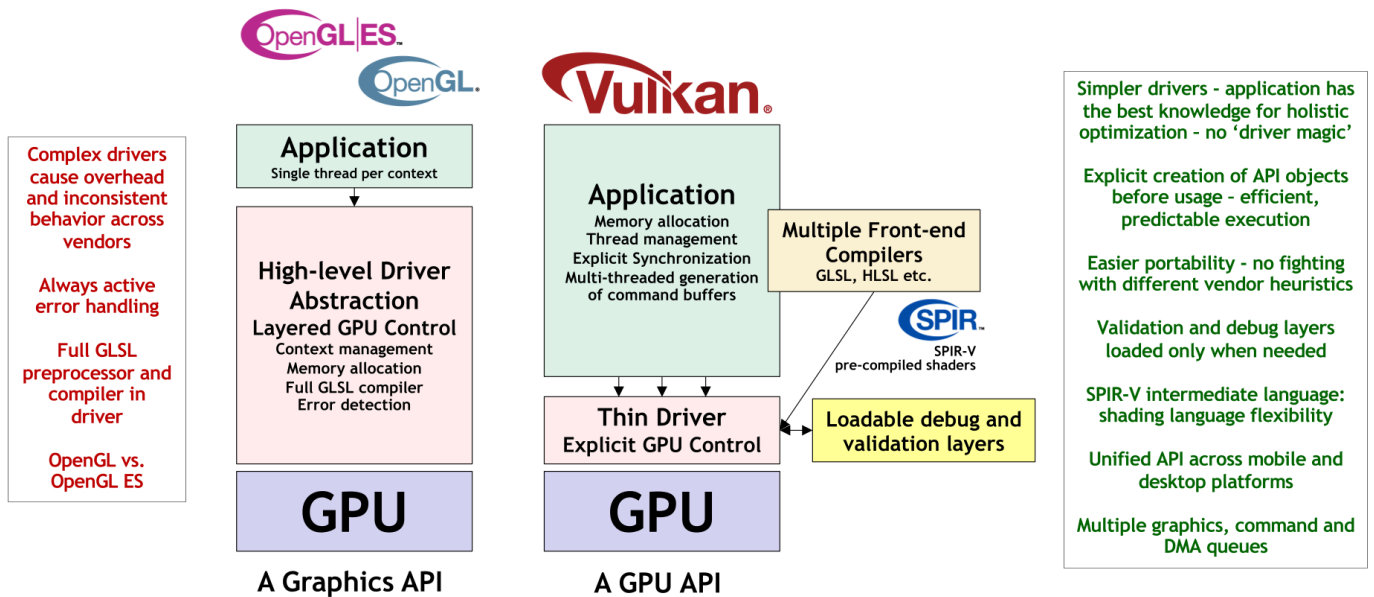 OpenGL|ES™
OpenGL.
Vulkan®
Complex drivers
cause overhead
and inconsistent
behavior across
vendors
Always active
error handling
Full GLSL
preprocessor and
compiler in
driver
OpenGL vs.
OpenGL ES
Application
Single thread per context
High-level Driver
Abstraction
Layered GPU Control
Context management
Memory allocation
Full GLSL compiler
Error detection
GPU
A Graphics API
Application
Memory allocation
Thread management
Explicit Synchronization
Multi-threaded generation
of command buffers
Multiple Front-end
Compilers
GLSL, HLSL etc.
SPIR™
SPIR-V
pre-compiled shaders
Thin Driver
Explicit GPU Control
Loadable debug and
validation layers
GPU
A GPU API
Simpler drivers - application has
the best knowledge for holistic
optimization - no ‘driver magic’
Explicit creation of API objects
before usage - efficient,
predictable execution
Easier portability - no fighting
with different vendor heuristics
Validation and debug layers
loaded only when needed
SPIR-V intermediate language:
shading language flexibility
Unified API across mobile and
desktop platforms
Multiple graphics, command and
DMA queues